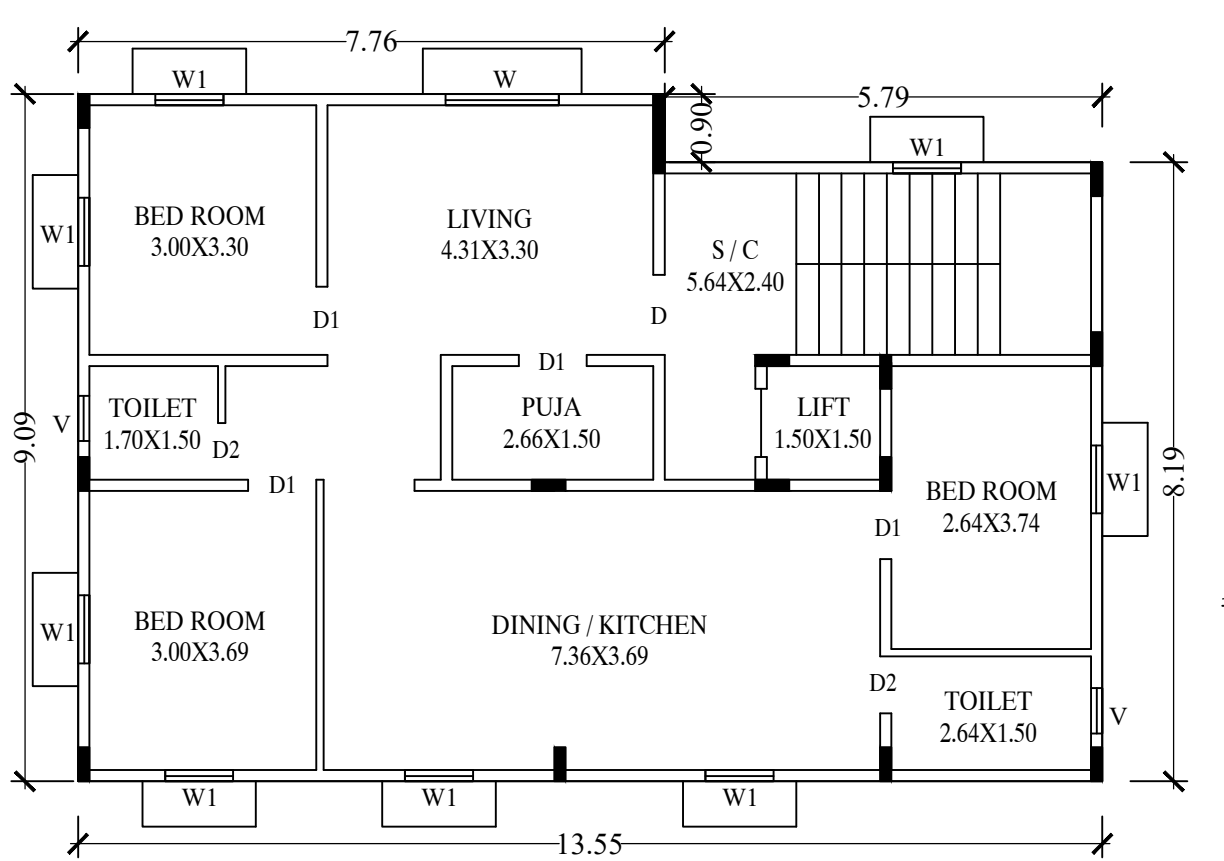 7.76
W1
W
5.79
0.90
W1
BED ROOM
3.00X3.30
LIVING
4.31X3.30
W1
S / C
5.64X2.40
D1
D
D1
TOILET
1.70X1.50
V
D2
PUJA
2.66X1.50
LIFT
1.50X1.50
9.09
8.19
D1
BED ROOM
2.64X3.74
W1
D1
BED ROOM
3.00X3.69
W1
DINING / KITCHEN
7.36X3.69
D2
TOILET
2.64X1.50
V
W1
W1
W1
13.55